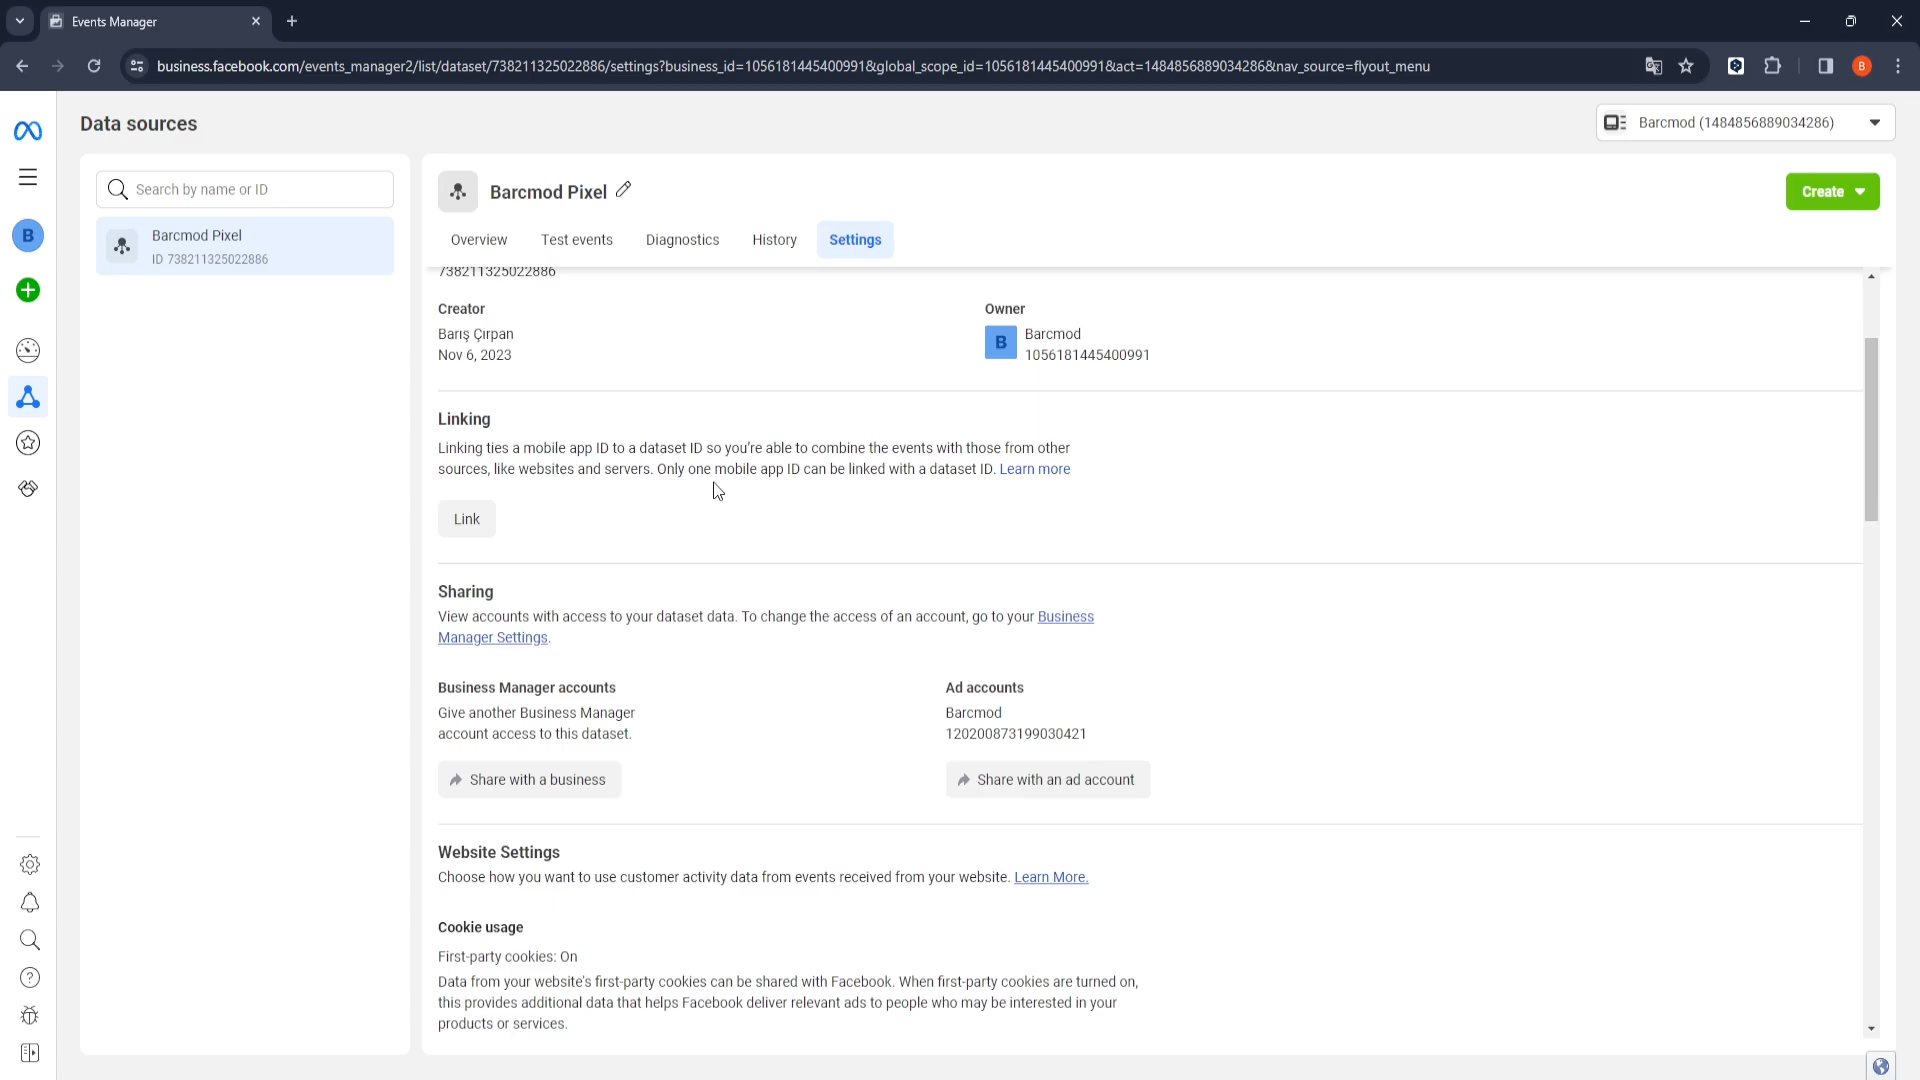 Events Manager
business.facebook.com/events_manager2/list/dataset/738211325022886/settings?business_id=1056181445400991&global_scope_id=1056181445400991&act=1484856889034286&nav_source=flyout_menu
B
Data sources
Barcmod (1484856889034286)
Search by name or ID
Barcmod Pixel
ID 738211325022886
B
Barcmod Pixel
Create
Overview
Test events
Diagnostics
History
Settings
738211325022886
Creator
Barış Çırpan
Nov 6, 2023
Owner
B
Barcmod
1056181445400991
Linking
Linking ties a mobile app ID to a dataset ID so you're able to combine the events with those from other
sources, like websites and servers. Only one mobile app ID can be linked with a dataset ID. Learn more
Link
Sharing
View accounts with access to your dataset data. To change the access of an account, go to your Business
Manager Settings.
Business Manager accounts
Give another Business Manager
account access to this dataset.
Share with a business
Ad accounts
Barcmod
120200873199030421
Share with an ad account
Website Settings
Choose how you want to use customer activity data from events received from your website. Learn More.
Cookie usage
First-party cookies: On
Data from your website's first-party cookies can be shared with Facebook. When first-party cookies are turned on,
this provides additional data that helps Facebook deliver relevant ads to people who may be interested in your
products or services.